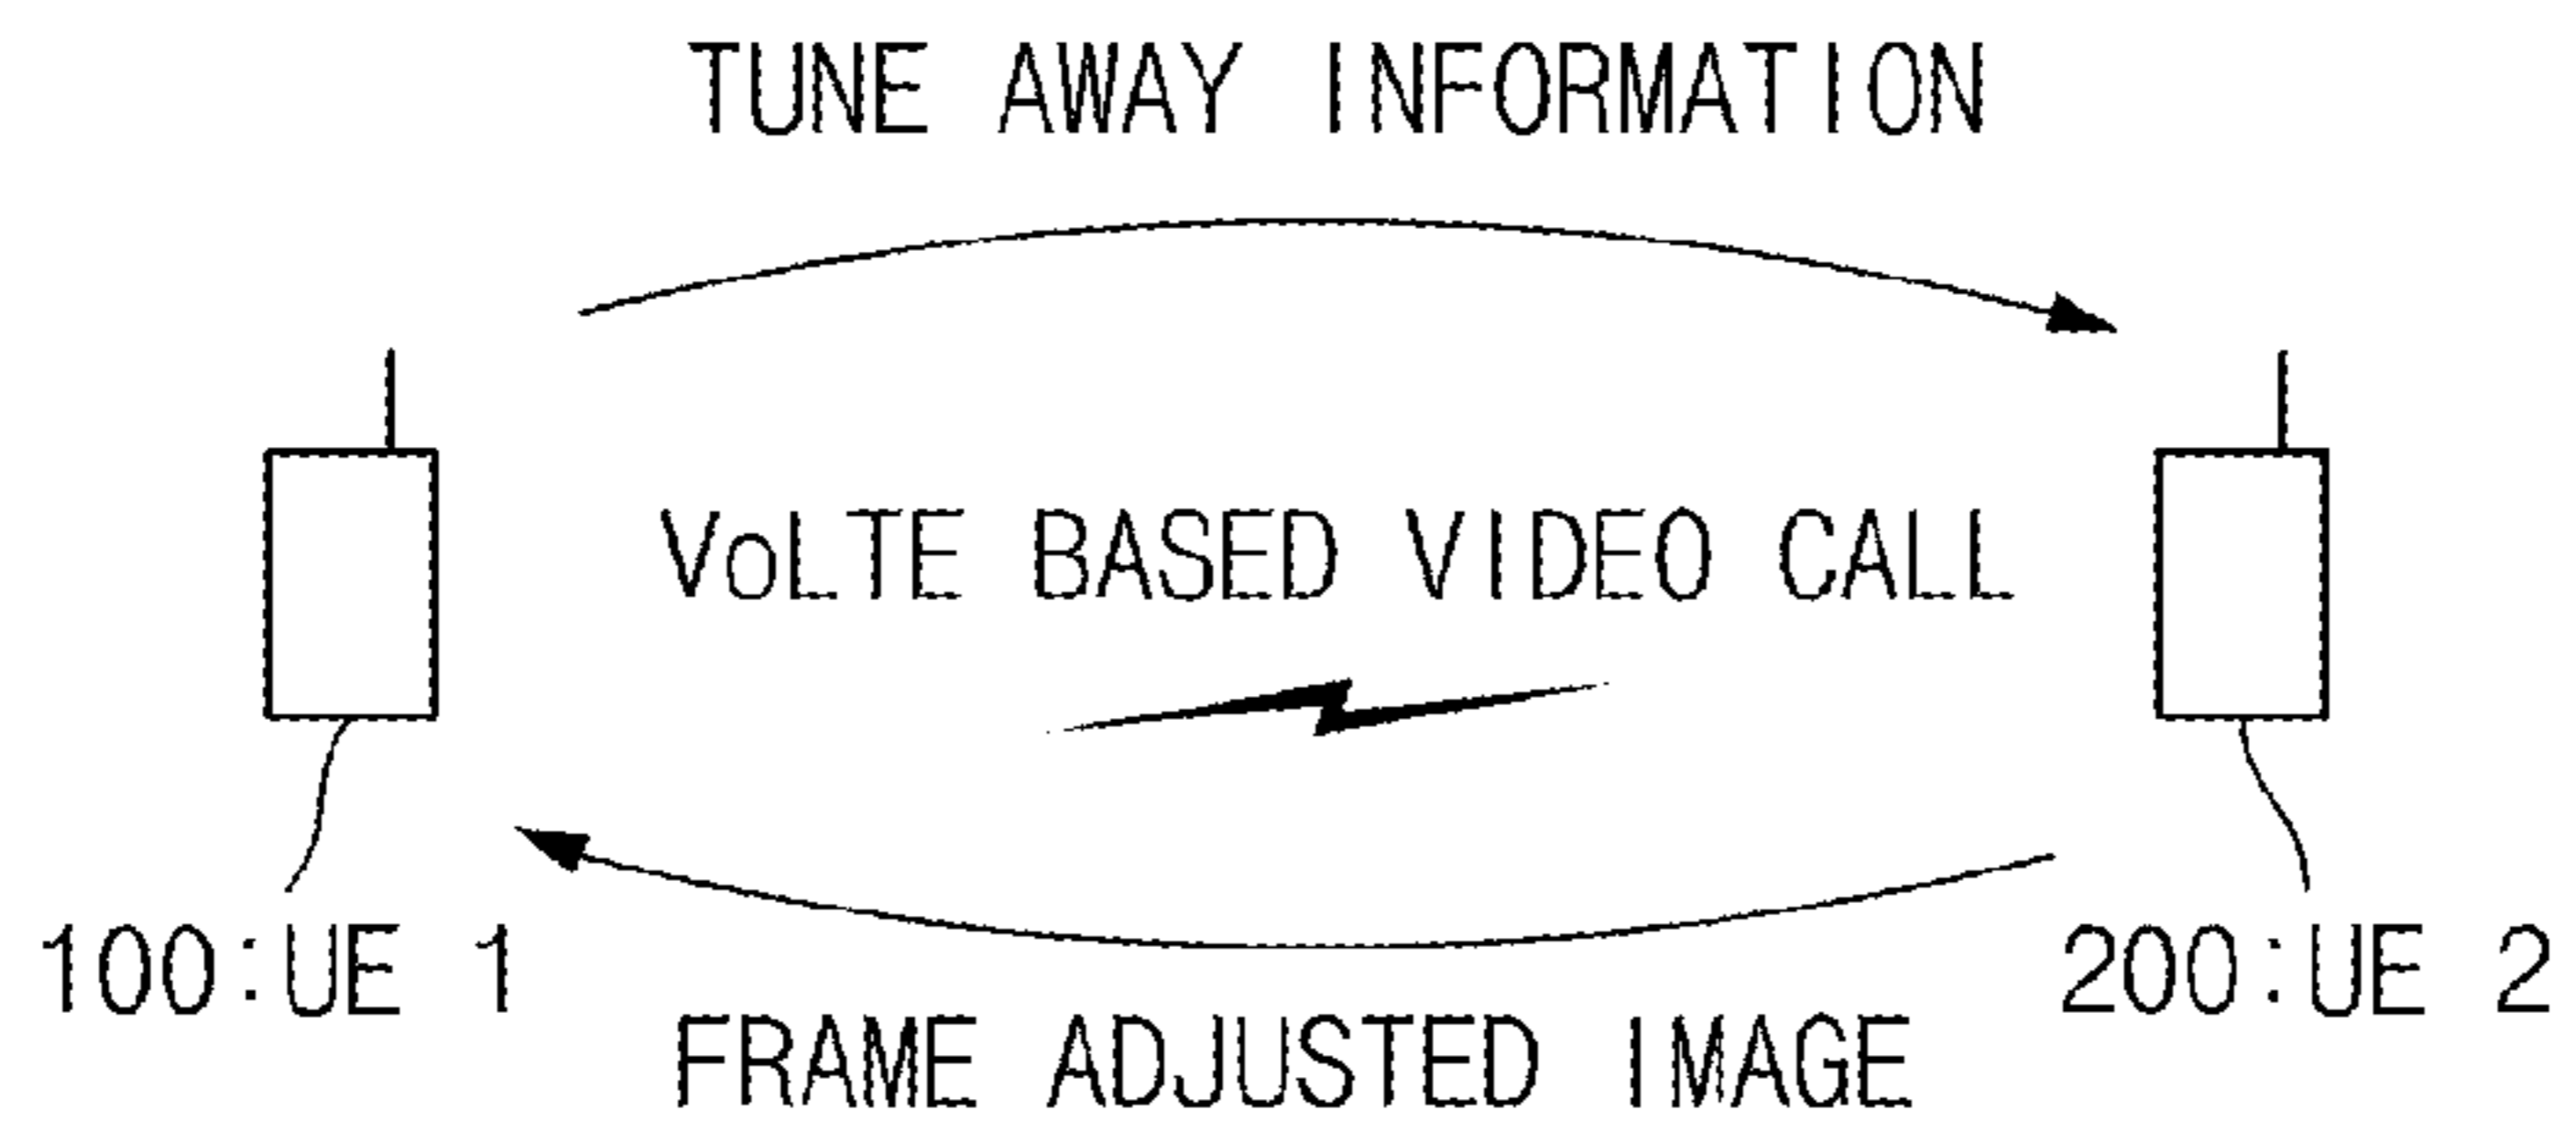 TUNE AWAY INFORMATION
VoLTE BASED VIDEO CALL
100:UE 1
200:UE 2
FRAME ADJUSTED IMAGE